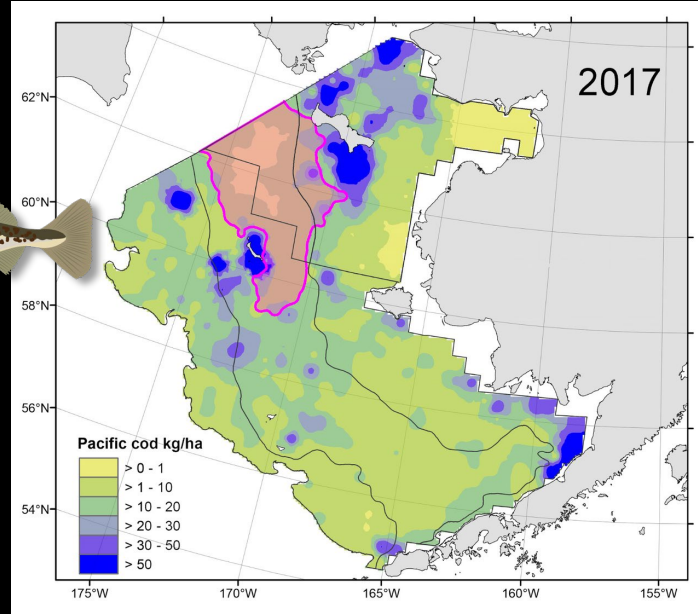 2017
62°N
60°N
58°N
56°N
54°N
Pacific cod kg/ha
> 0 - 1
> 1 - 10
> 10 - 20
> 20 - 30
> 30 - 50
> 50
175°W
170°W
165°W
160°W
155°W